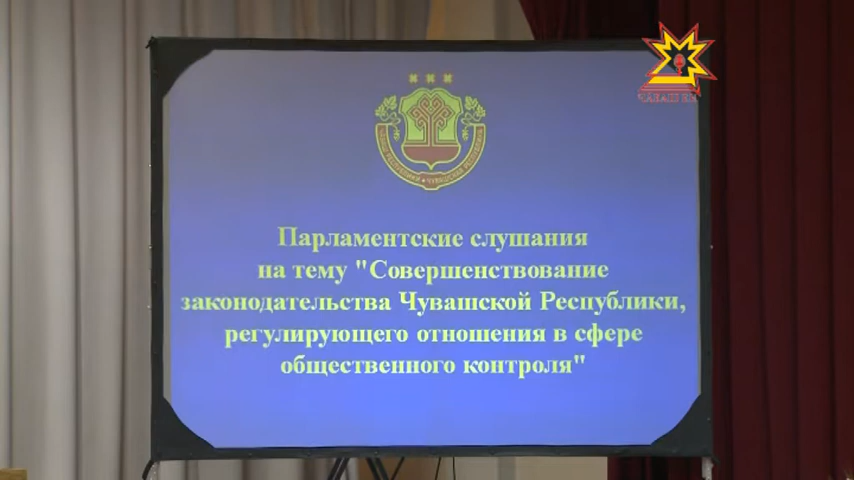 Парламентские слушания
на тему "Совершенствование
законодательства Чувашской Республики,
регулирующего отношения в сфере
общественного контроля"